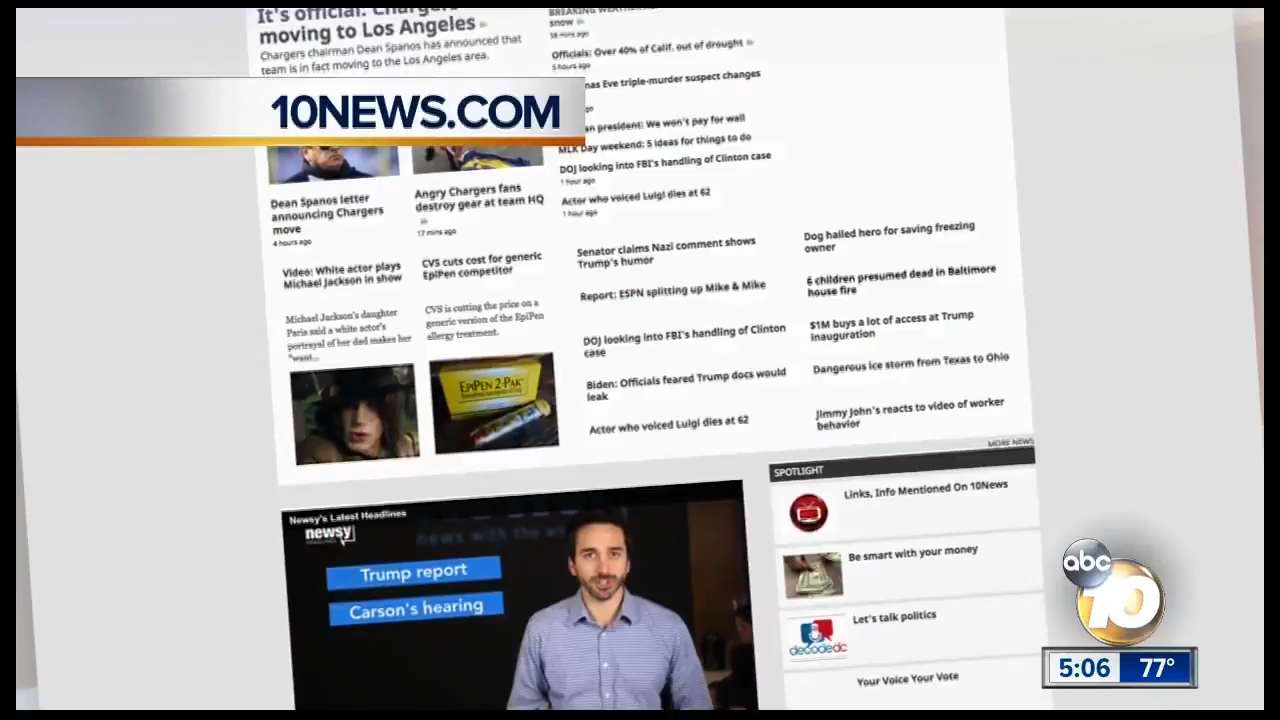 It's official: Chargers
moving to Los Angeles
Chargers chairman Dean Spanos has announced that
team is in fact moving to the Los Angeles area.
10NEWS.COM
Dean Spanos letter
announcing Chargers
move
4 hours ago
Angry Chargers fans
destroy gear at team HQ
17 mins ago
Video: White actor plays
Michael Jackson in show
Michael Jackson's daughter
Paris said a white actor's
portrayal of her dad makes her
"want...
CVS cuts cost for generic
EpiPen competitor
CVS is cutting the price on a
generic version of the EpiPen
allergy treatment.
EPIPEN 2-PAK
BREAKING WEATHER
snow
58 mins ago
Officials: Over 40% of Calif. out of drought
5 hours ago
mas Eve triple-murder suspect changes
go
an president: We won't pay for wall
MLK Day weekend: 5 ideas for things to do
DOJ looking into FBI's handling of Clinton case
1 hour ago
Actor who voiced Luigi dies at 62
1 hour ago
Senator claims Nazi comment shows
Trump's humor
Report: ESPN splitting up Mike & Mike
DOJ looking into FBI's handling of Clinton
case
Biden: Officials feared Trump docs would
leak
Actor who voiced Luigi dies at 62
Dog hailed hero for saving freezing
owner
6 children presumed dead in Baltimore
house fire
$1M buys a lot of access at Trump
inauguration
Dangerous ice storm from Texas to Ohio
Jimmy John's reacts to video of worker
behavior
MORE NEWS
Newsy's Latest Headlines
newsy
HEADLINES
news with the
Trump report
Carson's hearing
SPOTLIGHT
Links, Info Mentioned On 10News
Be smart with your money
Let's talk politics
decodedc
Your Voice Your Vote
abc
10
5:06 77°